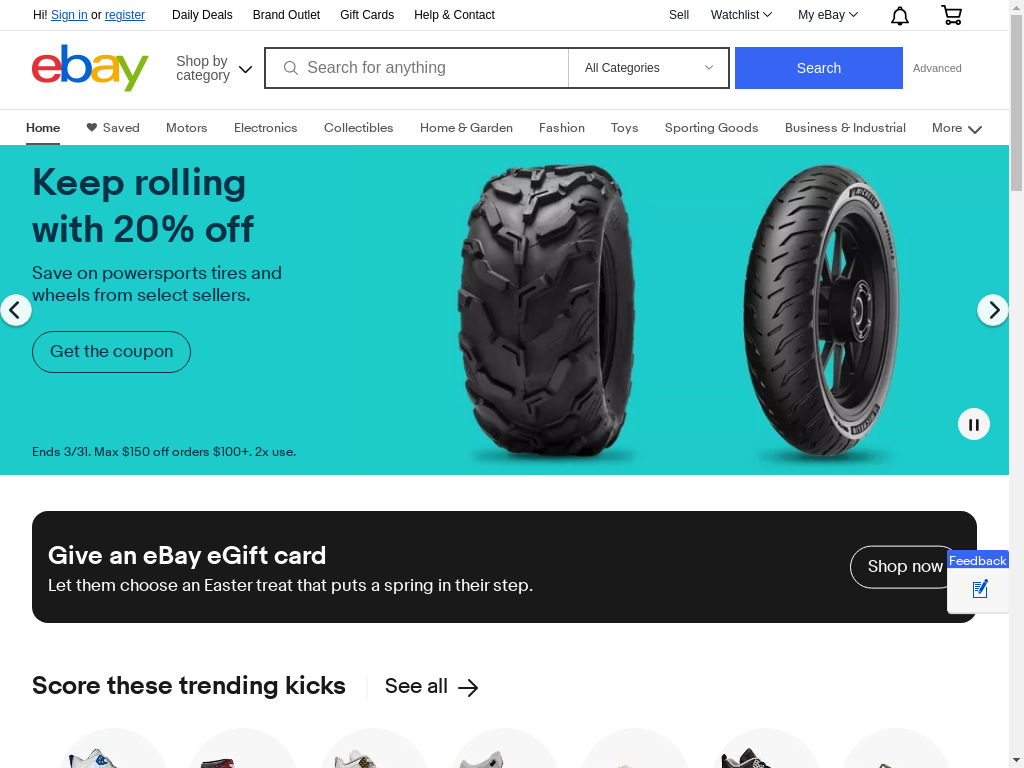 Hi! Sign in or register
Daily Deals
Brand Outlet
Gift Cards
Help & Contact
Sell
Watchlist
My eBay
ebay
Shop by
category
Search for anything
All Categories
Search
Advanced
Home
Saved
Motors
Electronics
Collectibles
Home & Garden
Fashion
Toys
Sporting Goods
Business & Industrial
More
Keep rolling
with 20% off
Save on powersports tires and
wheels from select sellers.
Get the coupon
Ends 3/31. Max $150 off orders $100+. 2x use.
Give an eBay eGift card
Let them choose an Easter treat that puts a spring in their step.
Shop now
Feedback
Score these trending kicks
See all